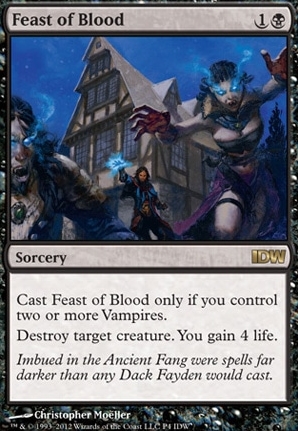 Feast of Blood 1
Sorcery
IDW
Cast Feast of Blood only if you control
two or more Vampires.
Destroy target creature. You gain 4 life.
Imbued in the Ancient Fang were spells far
darker than any Dack Fayden would cast.
Christopher Moeller
™ & © 1993–2012 Wizards of the Coast LLC P4 IDW